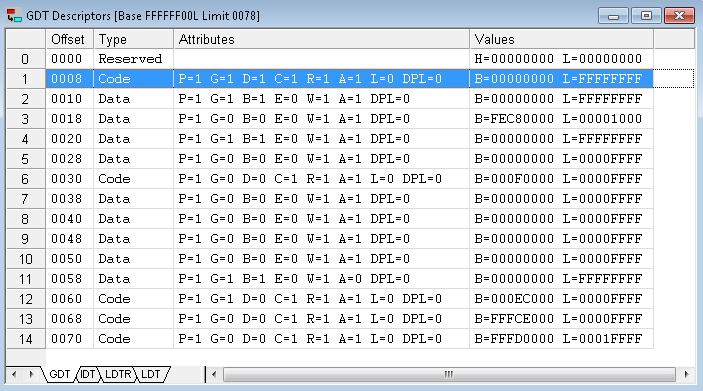 GDT Descriptors [Base FFFFFF00L Limit 0078]
Offset Type Attributes Values
0 0000 Reserved H=00000000 L=00000000
1 0008 Code P=1 G=1 D=1 C=1 R=1 A=1 L=0 DPL=0 B=00000000 L=FFFFFFFF
2 0010 Data P=1 G=1 B=1 E=0 W=1 A=1 DPL=0 B=00000000 L=FFFFFFFF
3 0018 Data P=1 G=0 B=0 E=0 W=1 A=1 DPL=0 B=FEC80000 L=00001000
4 0020 Data P=1 G=1 B=1 E=0 W=1 A=1 DPL=0 B=00000000 L=FFFFFFFF
5 0028 Data P=1 G=0 B=0 E=0 W=1 A=1 DPL=0 B=00000000 L=0000FFFF
6 0030 Code P=1 G=0 D=0 C=1 R=1 A=1 L=0 DPL=0 B=000F0000 L=0000FFFF
7 0038 Data P=1 G=0 B=0 E=0 W=1 A=1 DPL=0 B=00000000 L=0000FFFF
8 0040 Data P=1 G=0 B=0 E=0 W=1 A=1 DPL=0 B=00000000 L=0000FFFF
9 0048 Data P=1 G=0 B=0 E=0 W=1 A=1 DPL=0 B=00000000 L=0000FFFF
10 0050 Data P=1 G=0 B=0 E=0 W=1 A=1 DPL=0 B=00000000 L=0000FFFF
11 0058 Data P=1 G=1 B=1 E=0 W=1 A=0 DPL=0 B=00000000 L=FFFFFFFF
12 0060 Code P=1 G=0 D=0 C=1 R=1 A=1 L=0 DPL=0 B=000EC000 L=0000FFFF
13 0068 Code P=1 G=0 D=0 C=1 R=1 A=1 L=0 DPL=0 B=FFFCE000 L=0000FFFF
14 0070 Code P=1 G=0 D=0 C=1 R=1 A=1 L=0 DPL=0 B=FFFD0000 L=0001FFFF
GDT IDT LDTR LDT